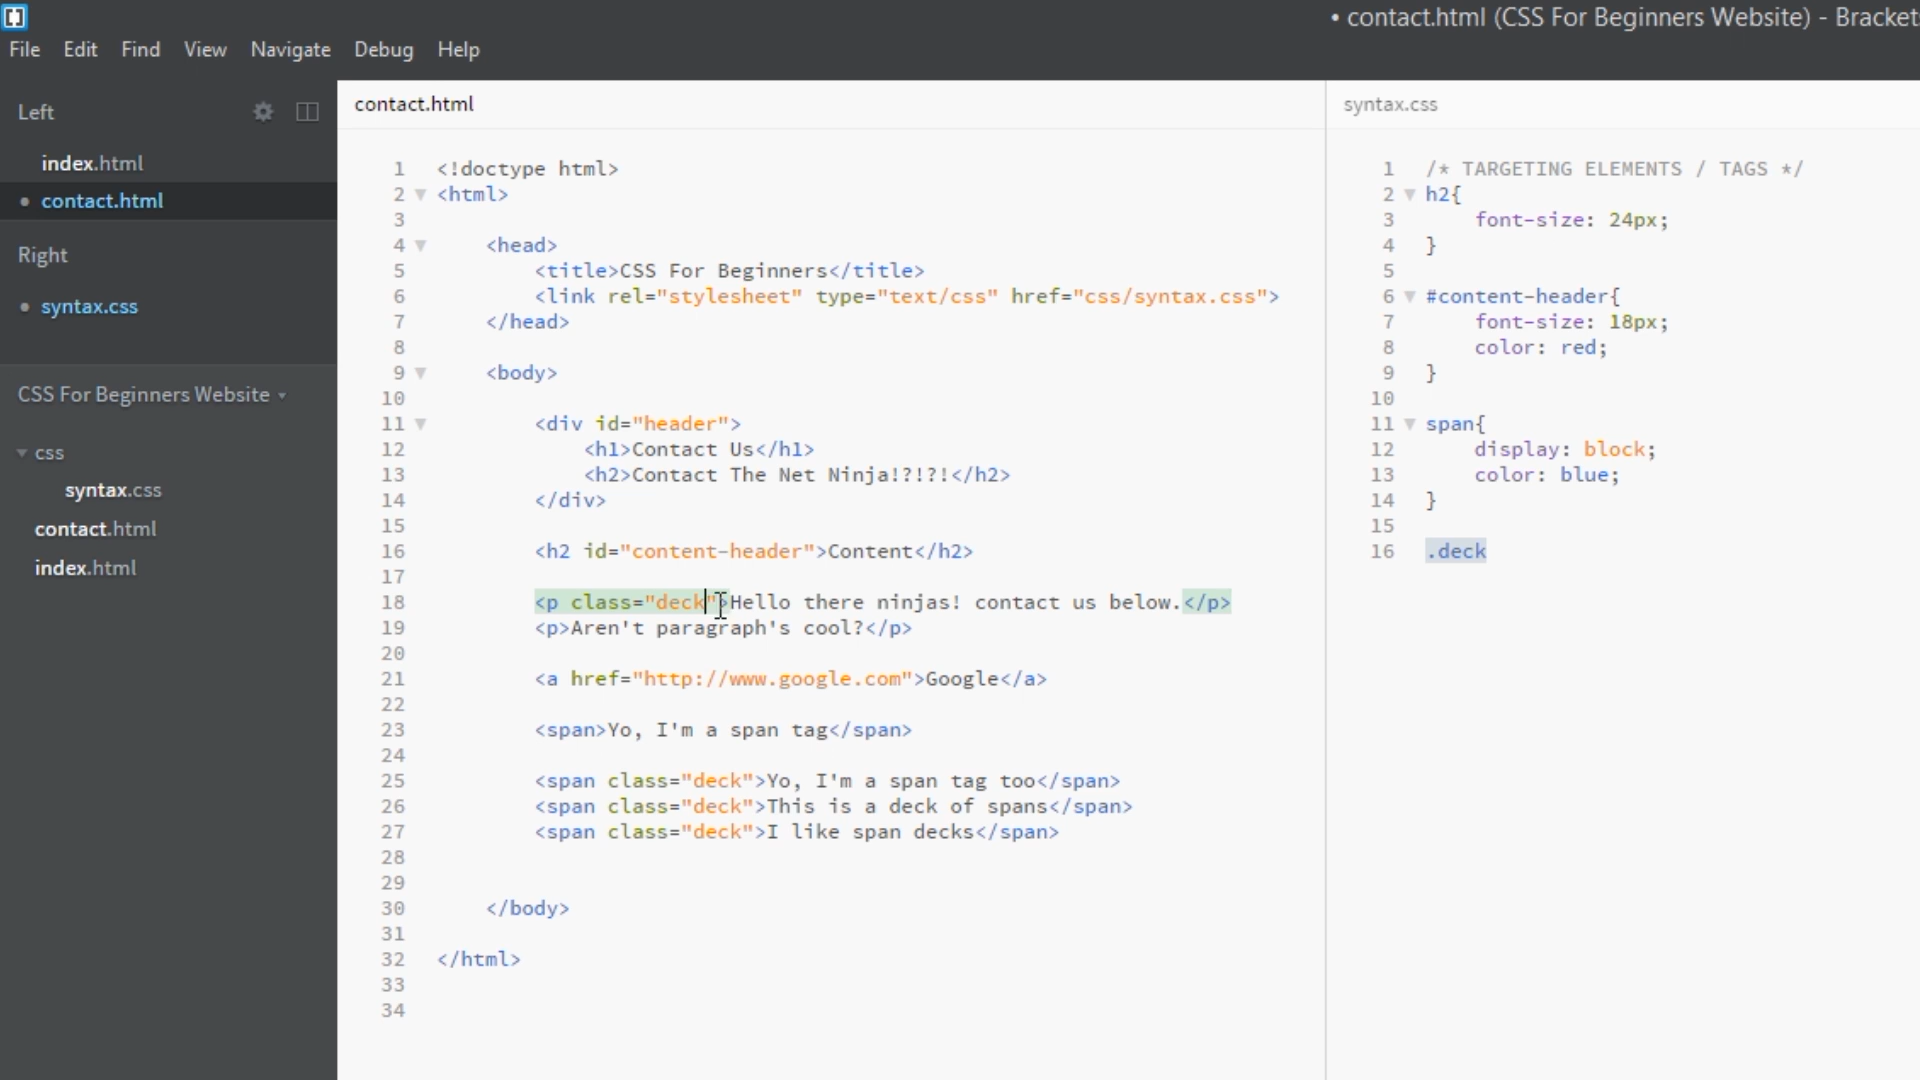 • contact.html (CSS For Beginners Website) - Brackets
File Edit Find View Navigate Debug Help
Left
index.html
• contact.html
Right
• syntax.css
CSS For Beginners Website
css
syntax.css
contact.html
index.html
contact.html
1 <!doctype html>
2 <html>
3
4 <head>
5 <title>CSS For Beginners</title>
6 <link rel="stylesheet" type="text/css" href="css/syntax.css">
7 </head>
8
9 <body>
10
11 <div id="header">
12 <h1>Contact Us</h1>
13 <h2>Contact The Net Ninja!?!?!</h2>
14 </div>
15
16 <h2 id="content-header">Content</h2>
17
18 <p class="deck">Hello there ninjas! contact us below.</p>
19 <p>Aren't paragraph's cool?</p>
20
21 <a href="http://www.google.com">Google</a>
22
23 <span>Yo, I'm a span tag</span>
24
25 <span class="deck">Yo, I'm a span tag too</span>
26 <span class="deck">This is a deck of spans</span>
27 <span class="deck">I like span decks</span>
28
29
30 </body>
31
32 </html>
33
34
syntax.css
1 /* TARGETING ELEMENTS / TAGS */
2 h2{
3 font-size: 24px;
4 }
5
6 #content-header{
7 font-size: 18px;
8 color: red;
9 }
10
11 span{
12 display: block;
13 color: blue;
14 }
15
16 .deck